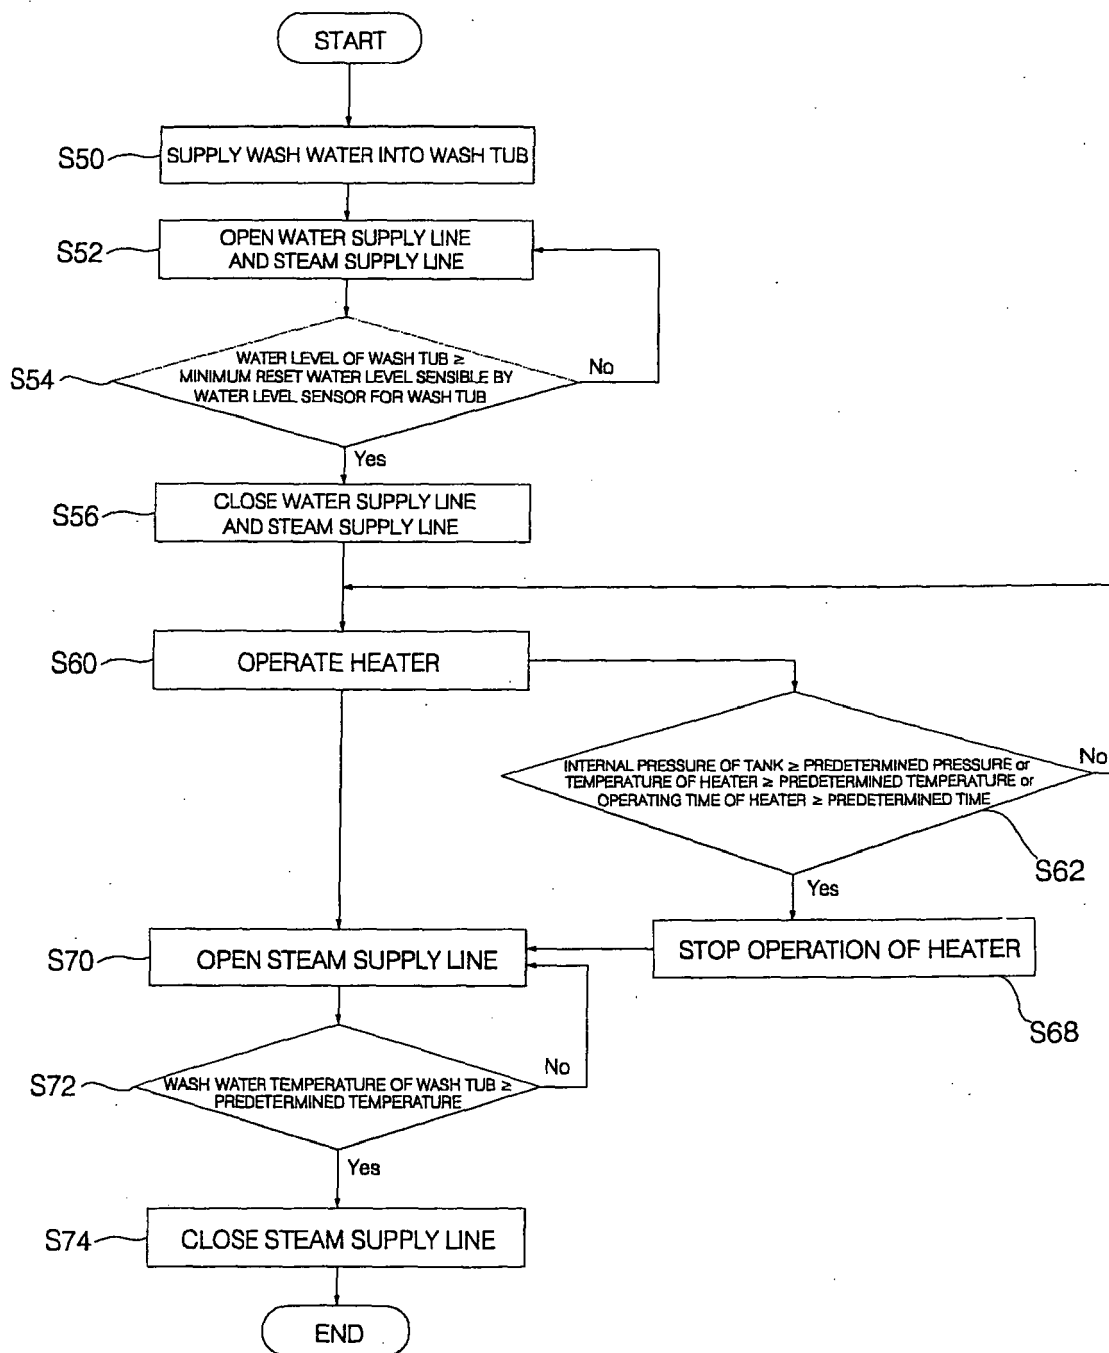 START
S50
SUPPLY WASH WATER INTO WASH TUB
S52
OPEN WATER SUPPLY LINE
AND STEAM SUPPLY LINE
S54
WATER LEVEL OF WASH TUB ≥
MINIMUM RESET WATER LEVEL SENSIBLE BY
WATER LEVEL SENSOR FOR WASH TUB
No
Yes
S56
CLOSE WATER SUPPLY LINE
AND STEAM SUPPLY LINE
S60
OPERATE HEATER
INTERNAL PRESSURE OF TANK ≥ PREDETERMINED PRESSURE or
TEMPERATURE OF HEATER ≥ PREDETERMINED TEMPERATURE or
OPERATING TIME OF HEATER ≥ PREDETERMINED TIME
No
S62
Yes
STOP OPERATION OF HEATER
S68
S70
OPEN STEAM SUPPLY LINE
S72
WASH WATER TEMPERATURE OF WASH TUB ≥
PREDETERMINED TEMPERATURE
No
Yes
S74
CLOSE STEAM SUPPLY LINE
END